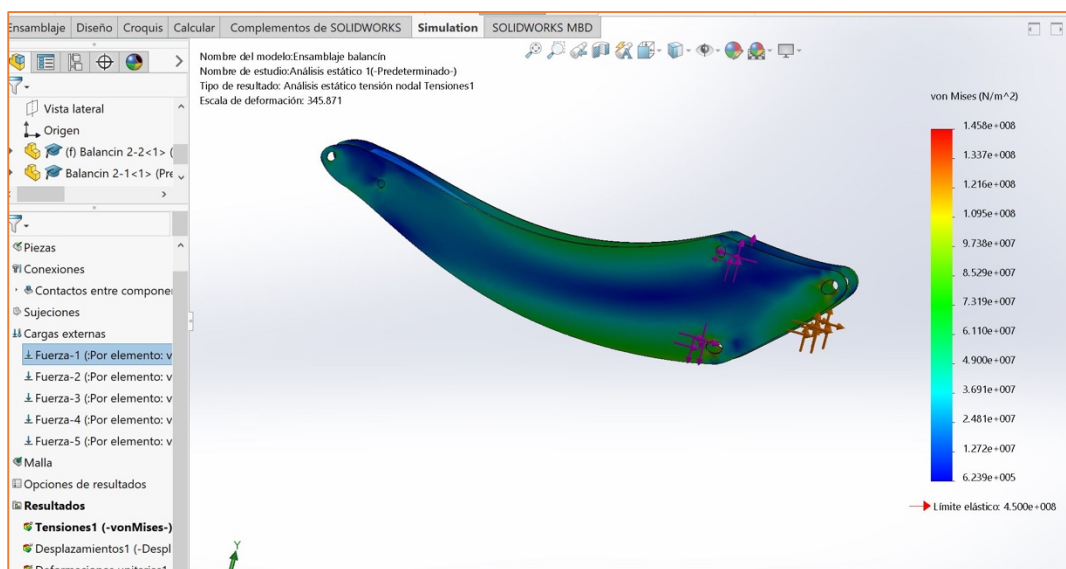 Ensamblaje Diseño Croquis Calcular Complementos de SOLIDWORKS Simulation SOLIDWORKS MBD
Vista lateral
Origen
(f) Balancin 2-2<1> (
Balancin 2-1<1> (Pre
Piezas
Conexiones
Contactos entre compone
Sujeciones
Cargas externas
Fuerza-1 (:Por elemento: v
Fuerza-2 (:Por elemento: v
Fuerza-3 (:Por elemento: v
Fuerza-4 (:Por elemento: v
Fuerza-5 (:Por elemento: v
Malla
Opciones de resultados
Resultados
Tensiones1 (-vonMises-)
Desplazamientos1 (-Despl
Deformaciones unitarias1
Nombre del modelo:Ensamblaje balancín
Nombre de estudio:Análisis estático 1(-Predeterminado-)
Tipo de resultado: Análisis estático tensión nodal Tensiones1
Escala de deformación: 345.871
Y
von Mises (N/m^2)
1.458e+008
1.337e+008
1.216e+008
1.095e+008
9.738e+007
8.529e+007
7.319e+007
6.110e+007
4.900e+007
3.691e+007
2.481e+007
1.272e+007
6.239e+005
Límite elástico: 4.500e+008